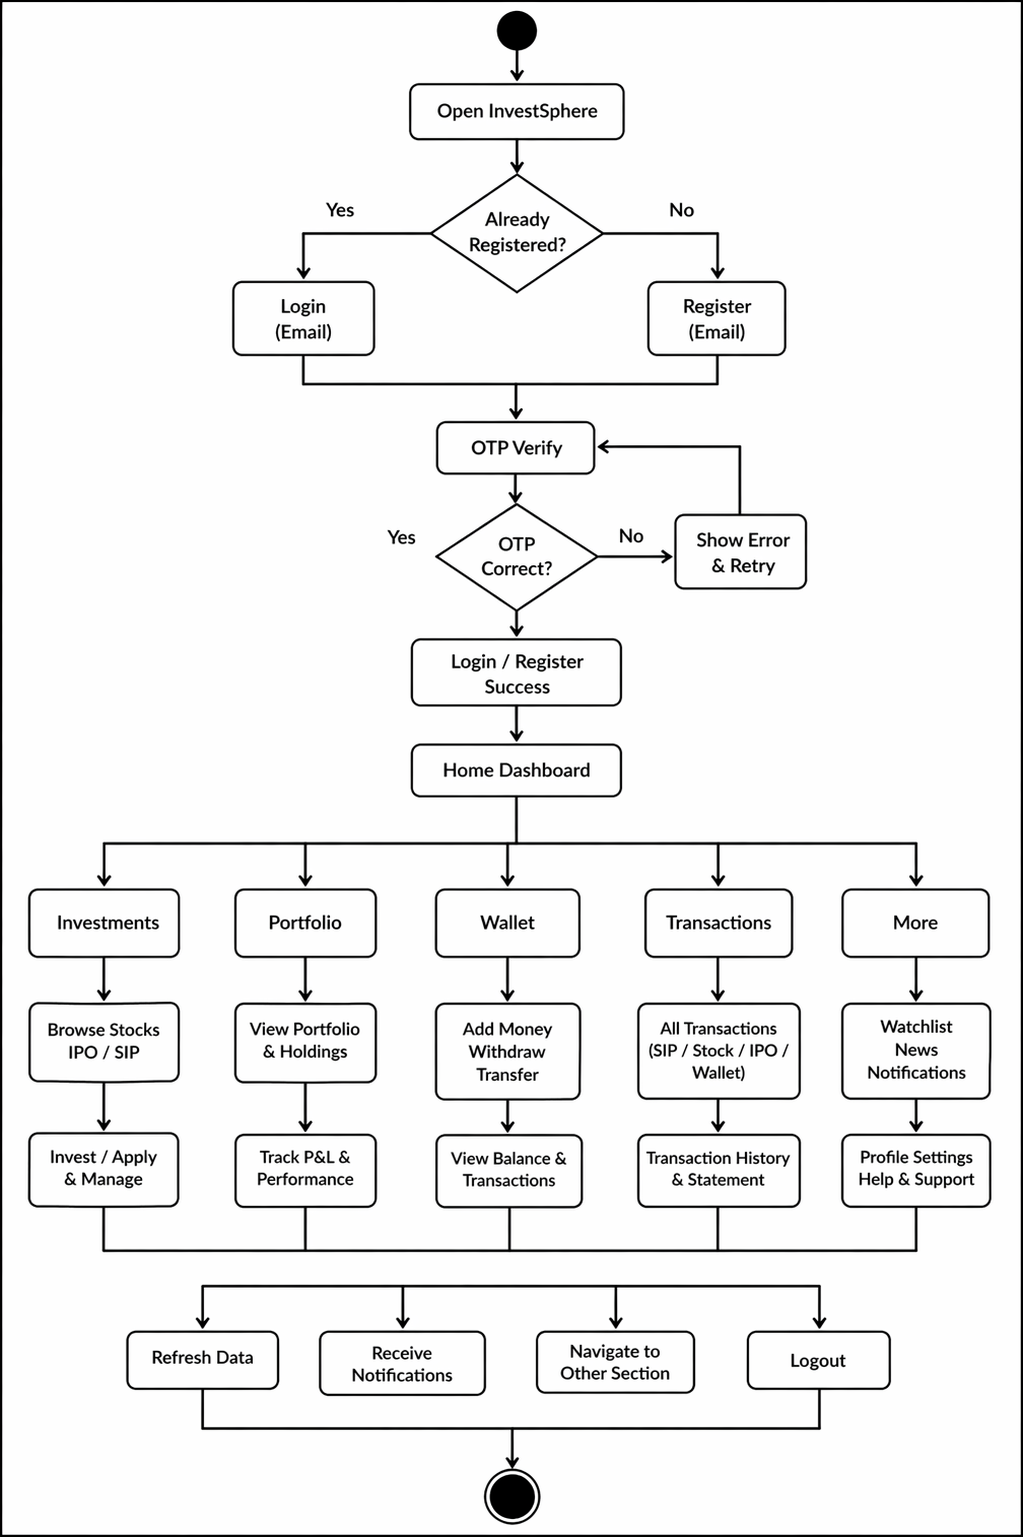 Open InvestSphere
Already
Registered?
Yes
No
Login
(Email)
Register
(Email)
OTP Verify
OTP
Correct?
Yes
No
Show Error
& Retry
Login / Register
Success
Home Dashboard
Investments
Portfolio
Wallet
Transactions
More
Browse Stocks
IPO / SIP
View Portfolio
& Holdings
Add Money
Withdraw
Transfer
All Transactions
(SIP / Stock / IPO /
Wallet)
Watchlist
News
Notifications
Invest / Apply
& Manage
Track P&L &
Performance
View Balance &
Transactions
Transaction History
& Statement
Profile Settings
Help & Support
Refresh Data
Receive
Notifications
Navigate to
Other Section
Logout